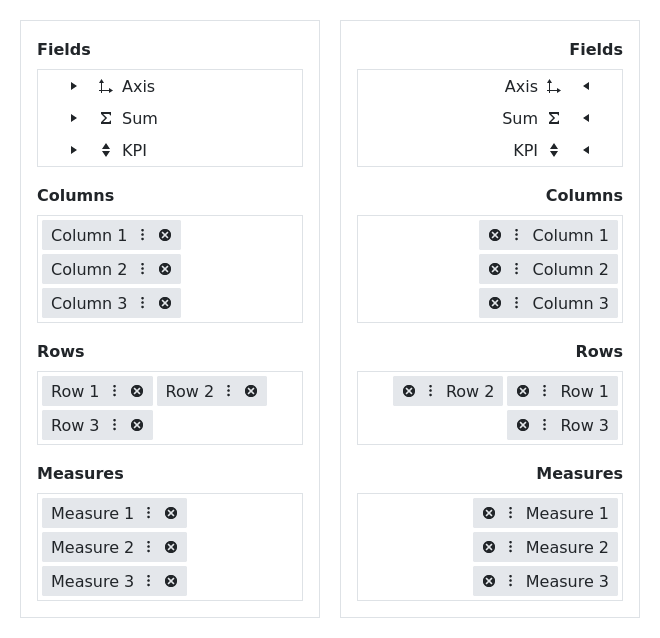 Fields
Axis
Sum
KPI
Columns
Column 1
Column 2
Column 3
Rows
Row 1 Row 2
Row 3
Measures
Measure 1
Measure 2
Measure 3
Fields
Axis
Sum
KPI
Columns
Column 1
Column 2
Column 3
Rows
Row 2 Row 1
Row 3
Measures
Measure 1
Measure 2
Measure 3